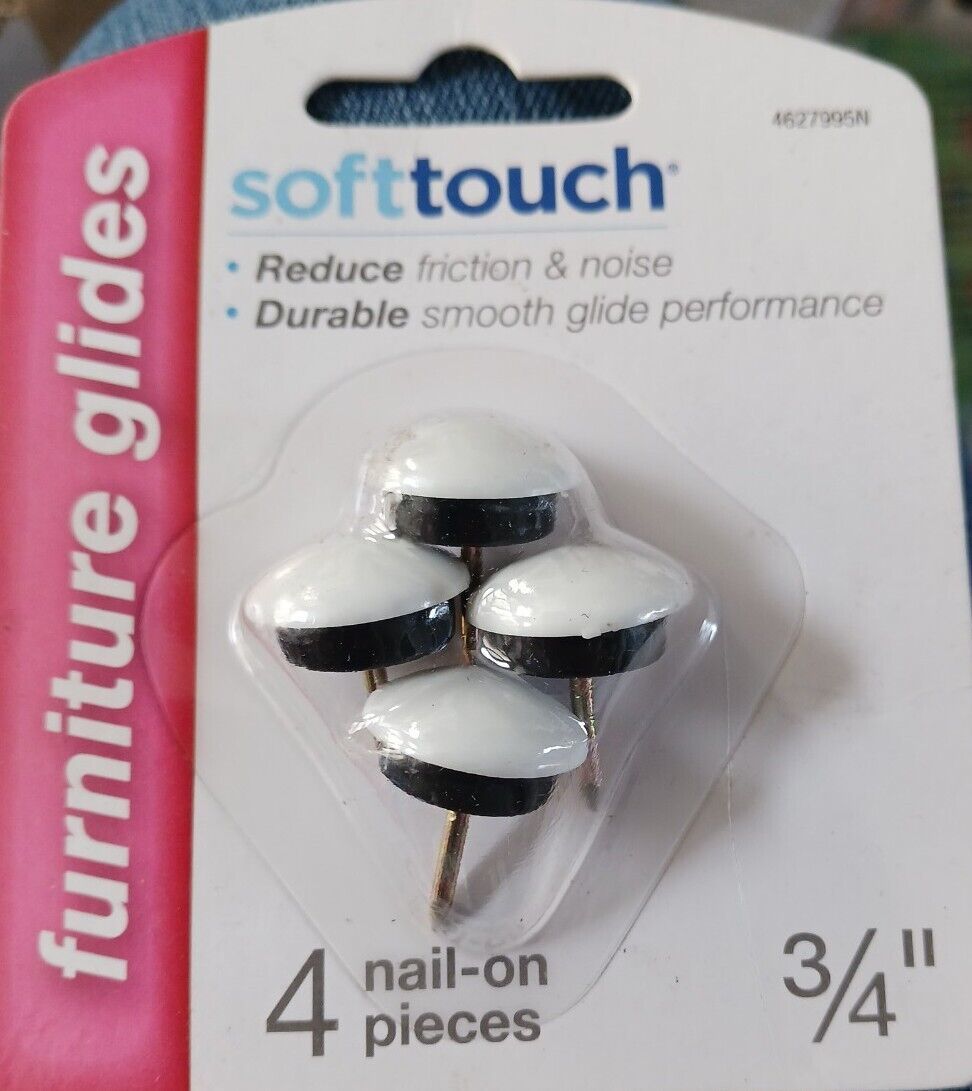 4627995N
softtouch®
• Reduce friction & noise
• Durable smooth glide performance
furniture glides
4 nail-on
pieces
3/4"